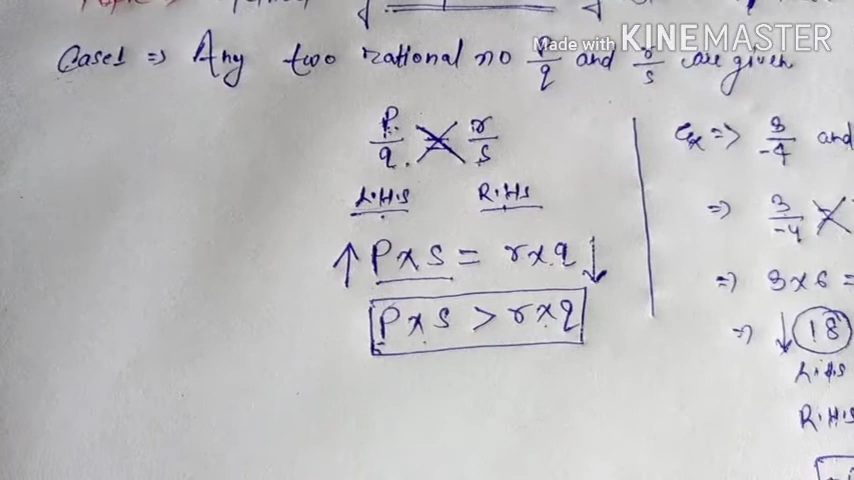 Made with KINEMASTER
Case1 ⇒ Any two rational no p/q and r/s are given
P/q = r/s
L.H.S R.H.S
↑ P×S = r×q ↓
P×S > r×q
Ex ⇒ 3/-4 and
⇒ 3/-4
⇒ 3×6 =
⇒ ↓ 18
L.H.S
R.H.S